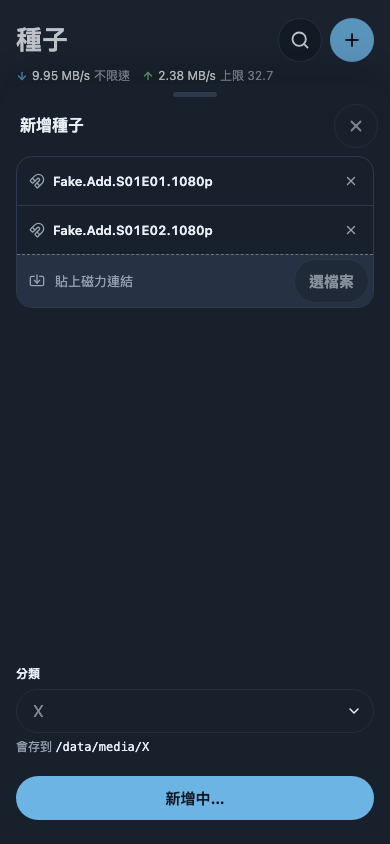 種子
9.95 MB/s 不限速 2.38 MB/s 上限 32.7
新增種子
Fake.Add.S01E01.1080p
Fake.Add.S01E02.1080p
貼上磁力連結 選檔案
分類
X
會存到 /data/media/X
新增中...